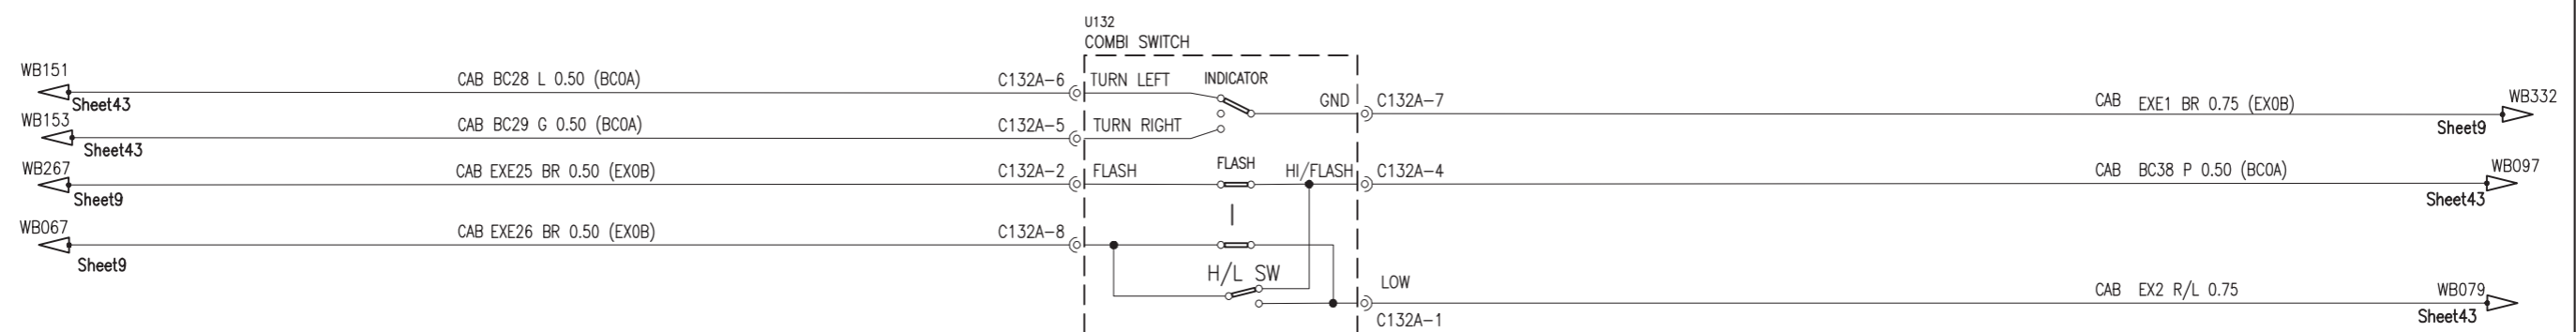 U132
COMBI SWITCH
WB151
CAB BC28 L 0.50 (BC0A)
C132A-6
TURN LEFT
INDICATOR
Sheet43
GND
C132A-7
CAB EXE1 BR 0.75 (EX0B)
WB332
Sheet9
WB153
CAB BC29 G 0.50 (BC0A)
C132A-5
TURN RIGHT
Sheet43
WB267
CAB EXE25 BR 0.50 (EX0B)
C132A-2
FLASH
FLASH
HI/FLASH
C132A-4
CAB BC38 P 0.50 (BC0A)
WB097
Sheet9
Sheet43
WB067
CAB EXE26 BR 0.50 (EX0B)
C132A-8
Sheet9
H/L SW
LOW
CAB EX2 R/L 0.75
WB079
C132A-1
Sheet43